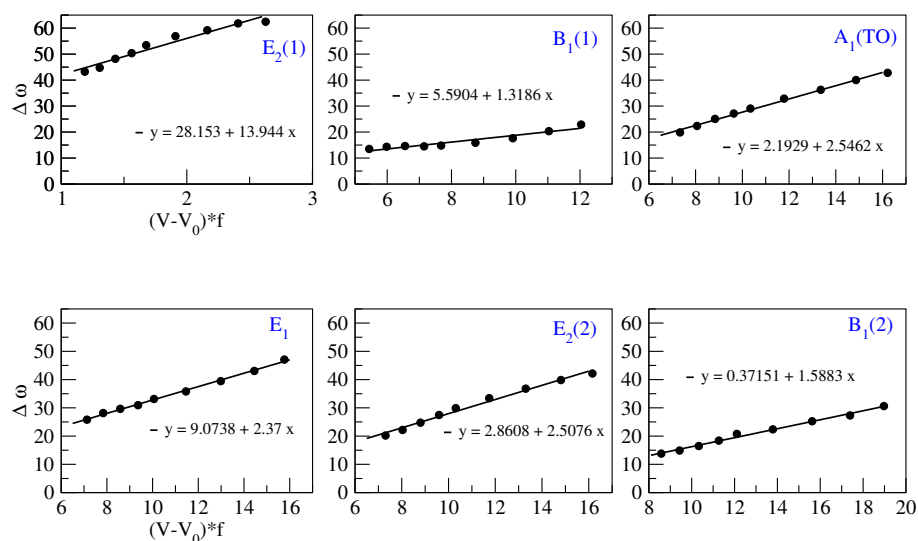 E2(1)
B1(1)
A1(TO)
60
50
40
30
20
10
0
Δ ω
y = 28.153 + 13.944 x
1 2 3
(V-V0)*f
60
50
40
30
20
10
0
y = 5.5904 + 1.3186 x
6 8 10 12
60
50
40
30
20
10
0
y = 2.1929 + 2.5462 x
6 8 10 12 14 16
E1
E2(2)
B1(2)
60
50
40
30
20
10
0
Δ ω
y = 9.0738 + 2.37 x
6 8 10 12 14 16
(V-V0)*f
60
50
40
30
20
10
0
y = 2.8608 + 2.5076 x
6 8 10 12 14 16
60
50
40
30
20
10
0
y = 0.37151 + 1.5883 x
8 10 12 14 16 18 20